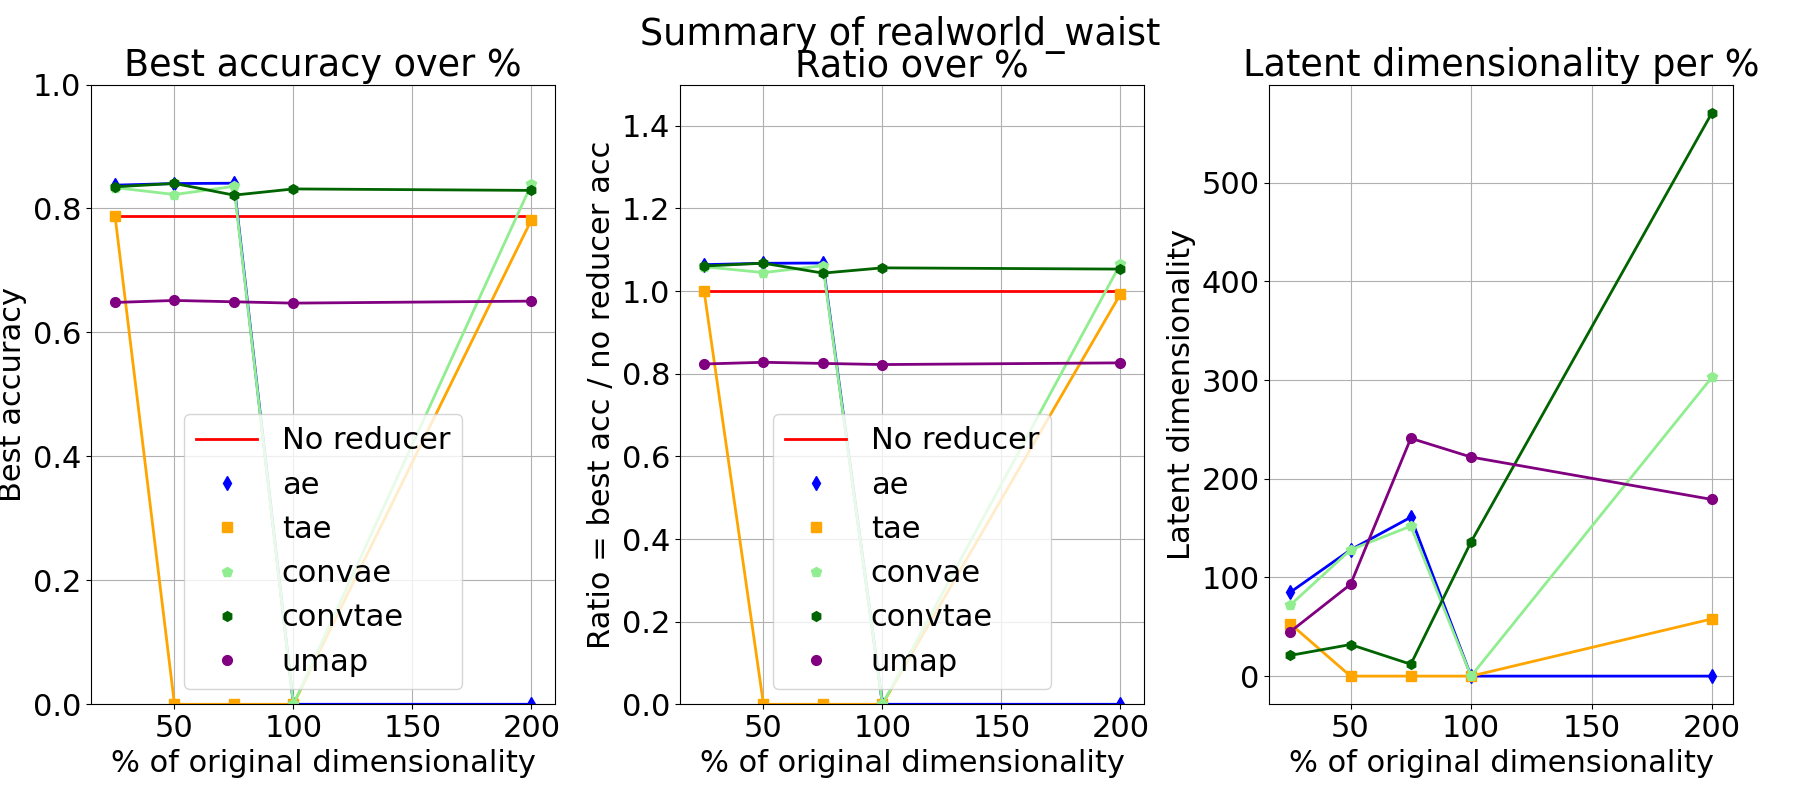 Summary of realworld_waist
Best accuracy over %
Best accuracy
1.0
0.8
0.6
0.4
0.2
0.0
No reducer
ae
tae
convae
convtae
umap
50
100
150
200
% of original dimensionality
Ratio over %
Ratio = best acc / no reducer acc
1.4
1.2
1.0
0.8
0.6
0.4
0.2
0.0
No reducer
ae
tae
convae
convtae
umap
50
100
150
200
% of original dimensionality
Latent dimensionality per %
Latent dimensionality
500
400
300
200
100
0
50
100
150
200
% of original dimensionality